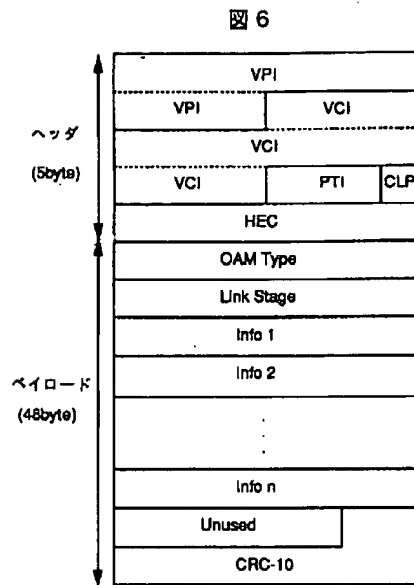 図 6
VPI
VPI VCI
VCI
ヘッダ
(5byte)
VCI PTI CLP
HEC
OAM Type
Link Stage
Info 1
Info 2
ペイロード
(48byte)
Info n
Unused
CRC-10